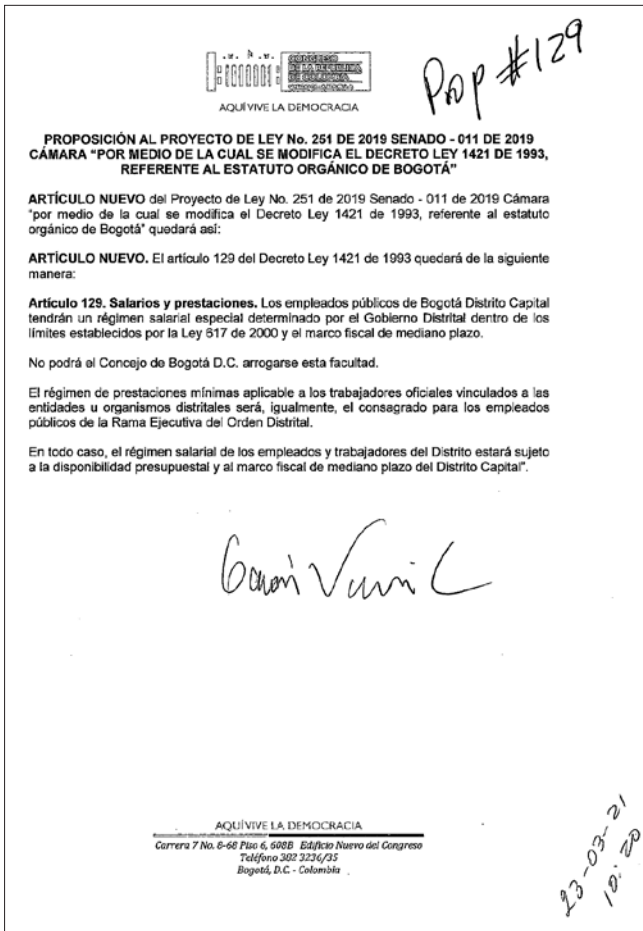 Prop #129
CONGRESO
DE LA REPÚBLICA
DE COLOMBIA
AQUÍ VIVE LA DEMOCRACIA
PROPOSICIÓN AL PROYECTO DE LEY No. 251 DE 2019 SENADO - 011 DE 2019
CÁMARA “POR MEDIO DE LA CUAL SE MODIFICA EL DECRETO LEY 1421 DE 1993,
REFERENTE AL ESTATUTO ORGÁNICO DE BOGOTÁ”
ARTÍCULO NUEVO del Proyecto de Ley No. 251 de 2019 Senado - 011 de 2019 Cámara
“por medio de la cual se modifica el Decreto Ley 1421 de 1993, referente al estatuto
orgánico de Bogotá” quedará así:
ARTÍCULO NUEVO. El artículo 129 del Decreto Ley 1421 de 1993 quedará de la siguiente
manera:
Artículo 129. Salarios y prestaciones. Los empleados públicos de Bogotá Distrito Capital
tendrán un régimen salarial especial determinado por el Gobierno Distrital dentro de los
límites establecidos por la Ley 617 de 2000 y el marco fiscal de mediano plazo.
No podrá el Concejo de Bogotá D.C. arrogarse esta facultad.
El régimen de prestaciones mínimas aplicable a los trabajadores oficiales vinculados a las
entidades u organismos distritales será, igualmente, el consagrado para los empleados
públicos de la Rama Ejecutiva del Orden Distrital.
En todo caso, el régimen salarial de los empleados y trabajadores del Distrito estará sujeto
a la disponibilidad presupuestal y al marco fiscal de mediano plazo del Distrito Capital”.
AQUÍ VIVE LA DEMOCRACIA
Carrera 7 No. 8-68 Piso 6, 608B Edificio Nuevo del Congreso
Teléfono 382 3236/35
Bogotá, D.C. - Colombia
23-03-21
10:20